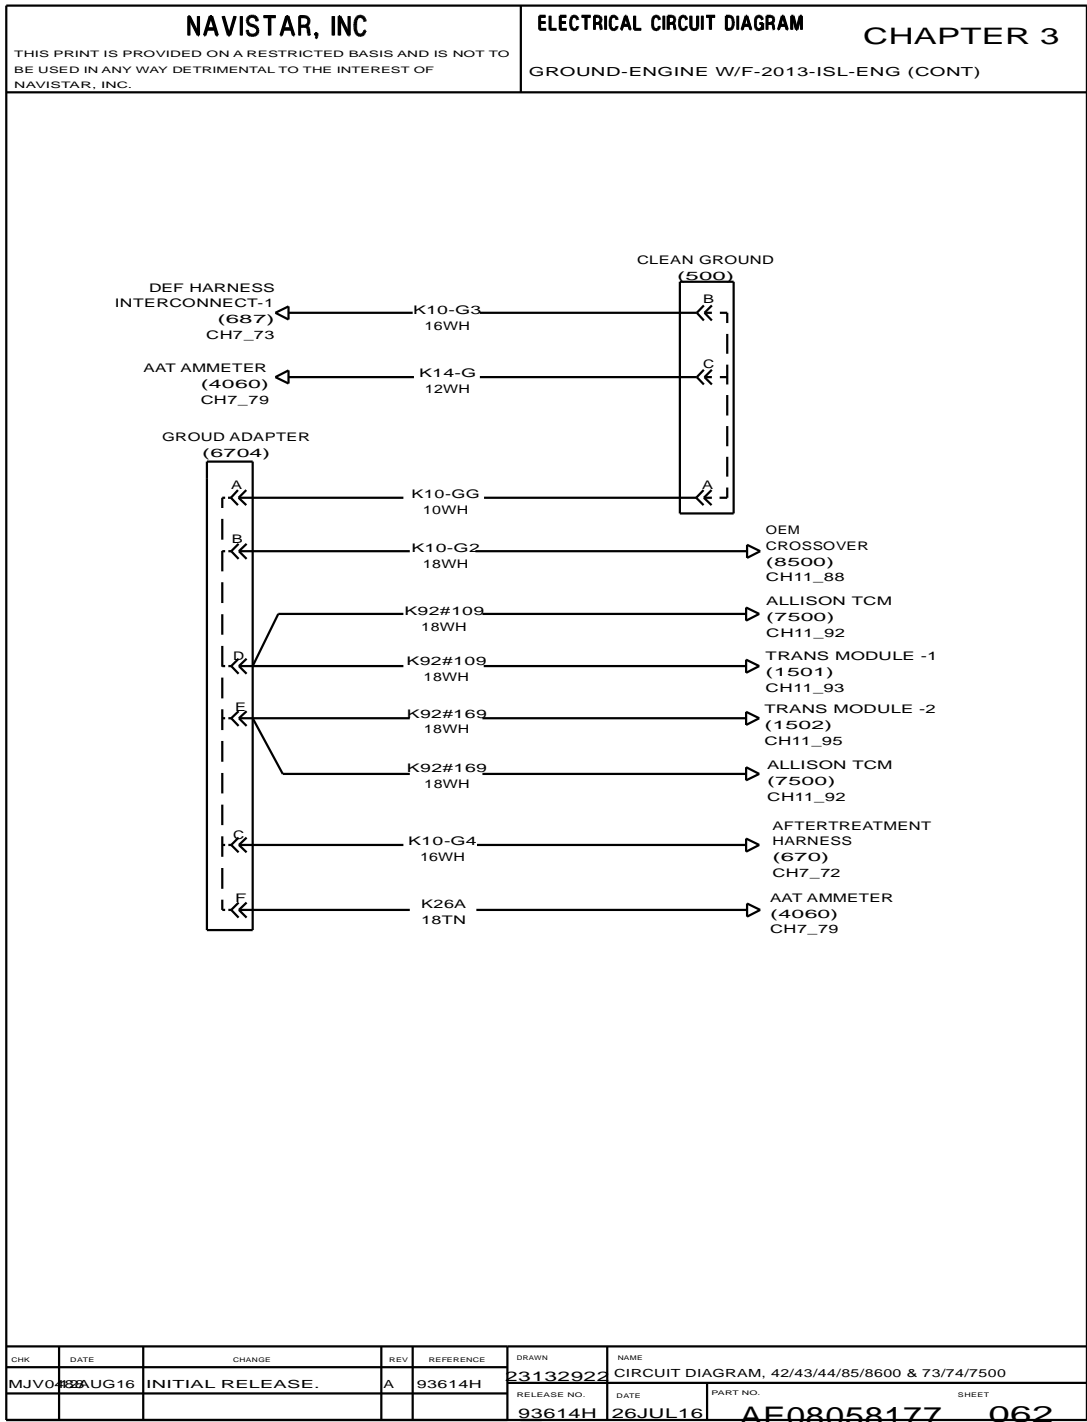 NAVISTAR, INC
THIS PRINT IS PROVIDED ON A RESTRICTED BASIS AND IS NOT TO
BE USED IN ANY WAY DETRIMENTAL TO THE INTEREST OF
NAVISTAR, INC.
ELECTRICAL CIRCUIT DIAGRAM
CHAPTER 3
GROUND-ENGINE W/F-2013-ISL-ENG (CONT)
CLEAN GROUND
(500)
DEF HARNESS
INTERCONNECT-1
(687)
CH7_73
K10-G3
16WH
B
AAT AMMETER
(4060)
CH7_79
K14-G
12WH
C
GROUD ADAPTER
(6704)
A
K10-GG
10WH
A
B
K10-G2
18WH
OEM
CROSSOVER
(8500)
CH11_88
K92#109
18WH
ALLISON TCM
(7500)
CH11_92
D
K92#109
18WH
TRANS MODULE -1
(1501)
CH11_93
E
K92#169
18WH
TRANS MODULE -2
(1502)
CH11_95
K92#169
18WH
ALLISON TCM
(7500)
CH11_92
C
K10-G4
16WH
AFTERTREATMENT
HARNESS
(670)
CH7_72
F
K26A
18TN
AAT AMMETER
(4060)
CH7_79
CHK DATE CHANGE REV REFERENCE
INITIAL RELEASE. A 93614H
DRAWN
23132922
NAME
CIRCUIT DIAGRAM, 42/43/44/85/8600 & 73/74/7500
RELEASE NO.
93614H
DATE
26JUL16
PART NO.
AF08058177
SHEET
062